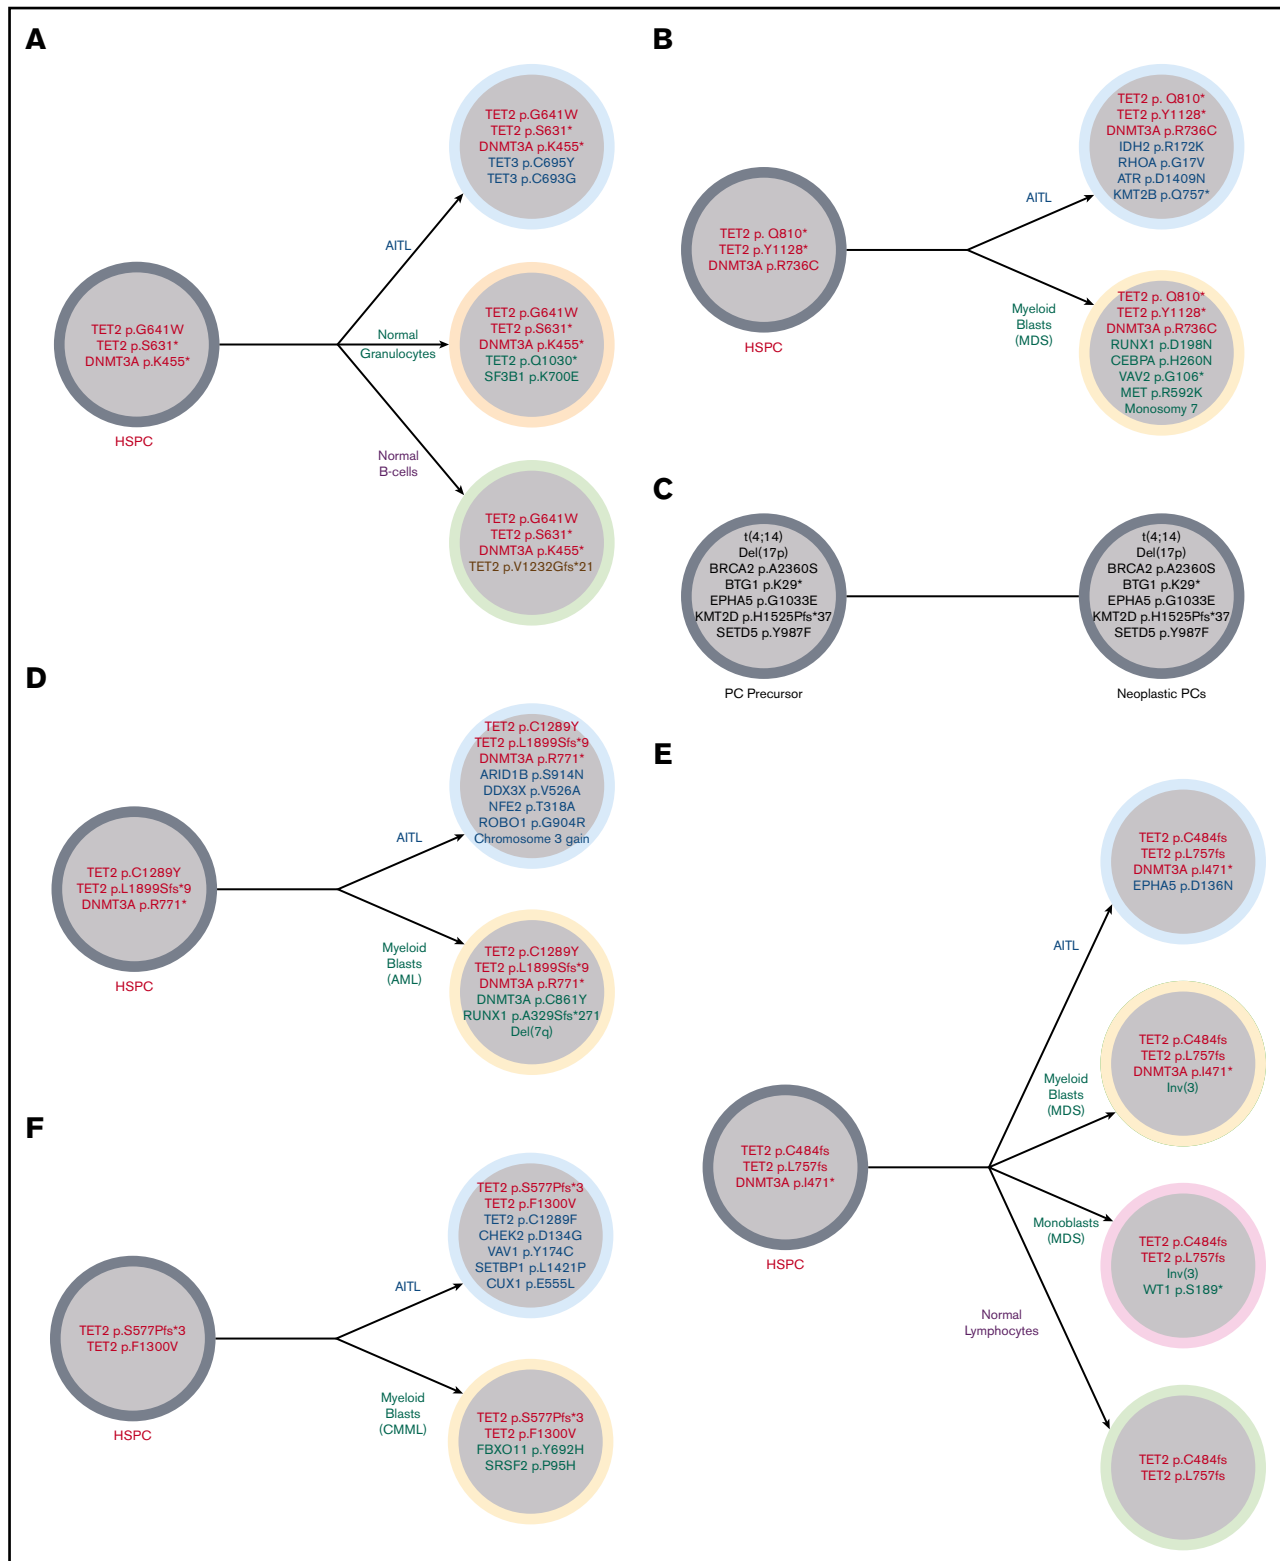 A
TET2 p.G641W
TET2 p.S631*
DNMT3A p.K455*
HSPC
AITL
TET2 p.G641W
TET2 p.S631*
DNMT3A p.K455*
TET3 p.C695Y
TET3 p.C693G
Normal
Granulocytes
TET2 p.G641W
TET2 p.S631*
DNMT3A p.K455*
TET2 p.Q1030*
SF3B1 p.K700E
Normal
B-cells
TET2 p.G641W
TET2 p.S631*
DNMT3A p.K455*
TET2 p.V1232Gfs*21
B
TET2 p. Q810*
TET2 p.Y1128*
DNMT3A p.R736C
HSPC
AITL
TET2 p. Q810*
TET2 p.Y1128*
DNMT3A p.R736C
IDH2 p.R172K
RHOA p.G17V
ATR p.D1409N
KMT2B p.Q757*
Myeloid
Blasts
(MDS)
TET2 p. Q810*
TET2 p.Y1128*
DNMT3A p.R736C
RUNX1 p.D198N
CEBPA p.H260N
VAV2 p.G106*
MET p.R592K
Monosomy 7
C
t(4;14)
Del(17p)
BRCA2 p.A2360S
BTG1 p.K29*
EPHA5 p.G1033E
KMT2D p.H1525Pfs*37
SETD5 p.Y987F
PC Precursor
t(4;14)
Del(17p)
BRCA2 p.A2360S
BTG1 p.K29*
EPHA5 p.G1033E
KMT2D p.H1525Pfs*37
SETD5 p.Y987F
Neoplastic PCs
D
TET2 p.C1289Y
TET2 p.L1899Sfs*9
DNMT3A p.R771*
HSPC
AITL
TET2 p.C1289Y
TET2 p.L1899Sfs*9
DNMT3A p.R771*
ARID1B p.S914N
DDX3X p.V526A
NFE2 p.T318A
ROBO1 p.G904R
Chromosome 3 gain
Myeloid
Blasts
(AML)
TET2 p.C1289Y
TET2 p.L1899Sfs*9
DNMT3A p.R771*
DNMT3A p.C861Y
RUNX1 p.A329Sfs*271
Del(7q)
E
TET2 p.C484fs
TET2 p.L757fs
DNMT3A p.I471*
HSPC
AITL
TET2 p.C484fs
TET2 p.L757fs
DNMT3A p.I471*
EPHA5 p.D136N
Myeloid
Blasts
(MDS)
TET2 p.C484fs
TET2 p.L757fs
DNMT3A p.I471*
Inv(3)
Monoblasts
(MDS)
TET2 p.C484fs
TET2 p.L757fs
Inv(3)
WT1 p.S189*
Normal
Lymphocytes
TET2 p.C484fs
TET2 p.L757fs
F
TET2 p.S577Pfs*3
TET2 p.F1300V
HSPC
AITL
TET2 p.S577Pfs*3
TET2 p.F1300V
TET2 p.C1289F
CHEK2 p.D134G
VAV1 p.Y174C
SETBP1 p.L1421P
CUX1 p.E555L
Myeloid
Blasts
(CMML)
TET2 p.S577Pfs*3
TET2 p.F1300V
FBXO11 p.Y692H
SRSF2 p.P95H